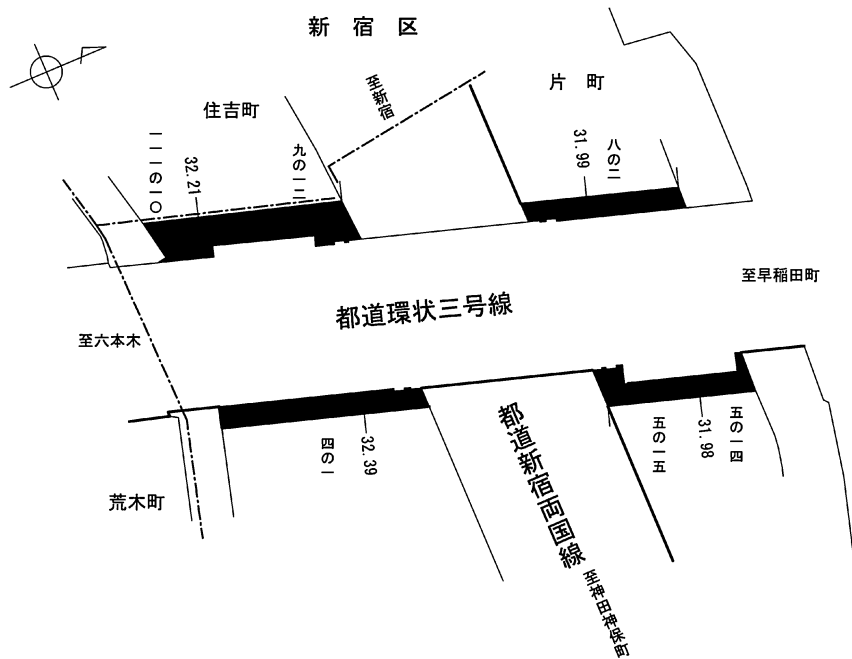 新宿区
片町
至新宿
住吉町
八の二
31.99
九の一二
32.21
一一一の一〇
至早稲田町
都道環状三号線
至六本木
五の一四
31.98
五の一五
四の一
32.39
都道新宿両国線
至神田神保町
荒木町